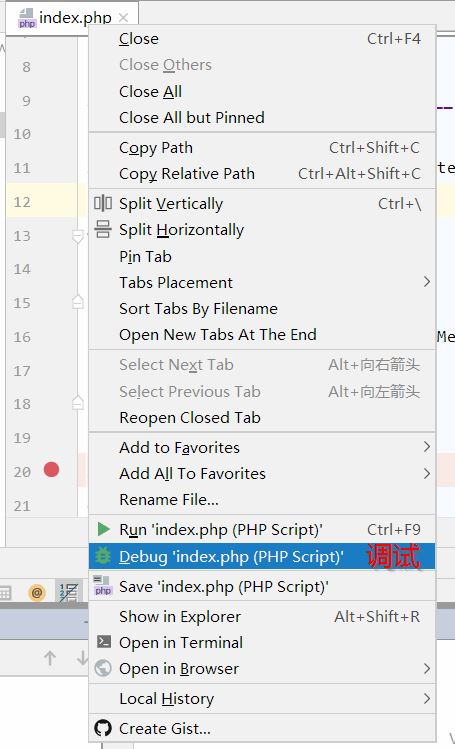 index.php
8
9
10
11
12
13
14
15
16
17
18
19
20
21
Close Ctrl+F4
Close Others
Close All
Close All but Pinned
Copy Path Ctrl+Shift+C
Copy Relative Path Ctrl+Alt+Shift+C
Split Vertically Ctrl+\
Split Horizontally
Pin Tab
Tabs Placement
Sort Tabs By Filename
Open New Tabs At The End
Select Next Tab Alt+向右箭头
Select Previous Tab Alt+向左箭头
Reopen Closed Tab
Add to Favorites
Add All To Favorites
Rename File...
Run 'index.php (PHP Script)' Ctrl+F9
Debug 'index.php (PHP Script)' 调试
php Save 'index.php (PHP Script)'
Show in Explorer Alt+Shift+R
Open in Terminal
Open in Browser
Local History
Create Gist...